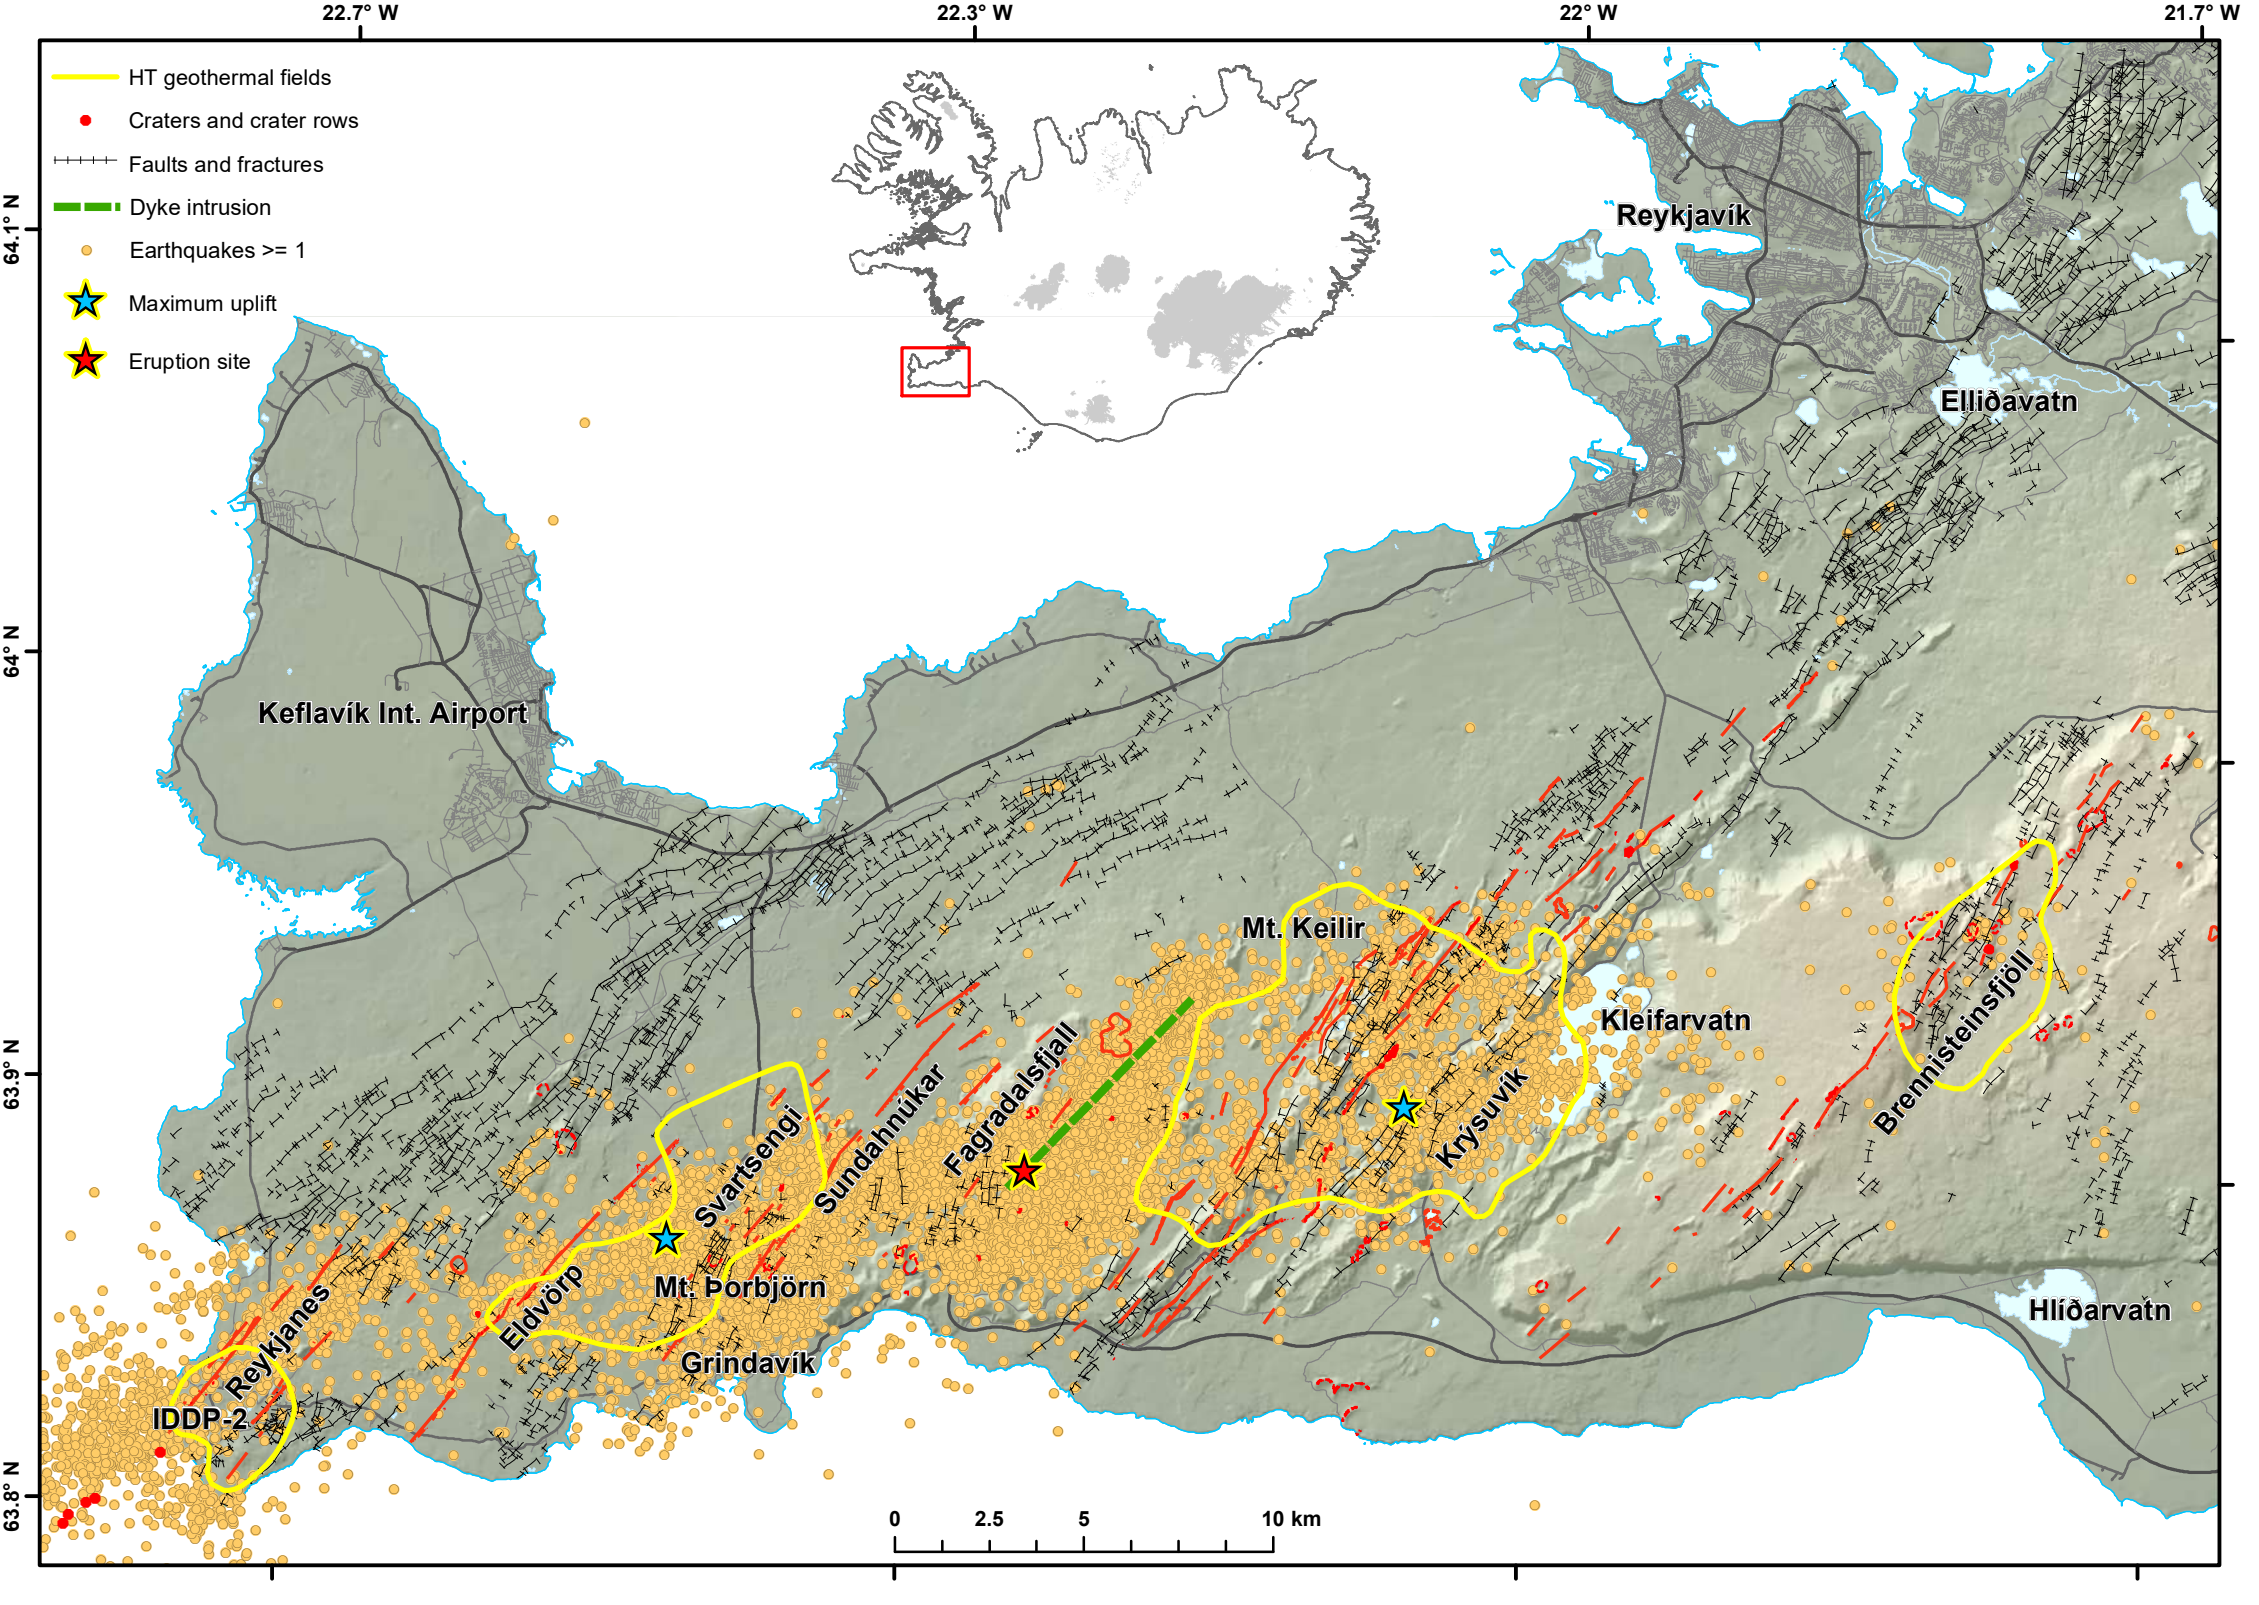 22.7° W
22.3° W
22° W
21.7° W
HT geothermal fields
Craters and crater rows
Faults and fractures
Dyke intrusion
Earthquakes >= 1
Maximum uplift
Eruption site
64.1° N
64° N
63.9° N
63.8° N
Reykjavík
Elliðavatn
Keflavík Int. Airport
Mt. Keilir
Kleifarvatn
Brennisteinsfjöll
Krýsuvík
Fagradalsfjall
Sundahnúkar
Svartsengi
Mt. Þorbjörn
Eldvörp
Grindavík
Reykjanes
IDDP-2
Hlíðarvatn
0 2.5 5 10 km